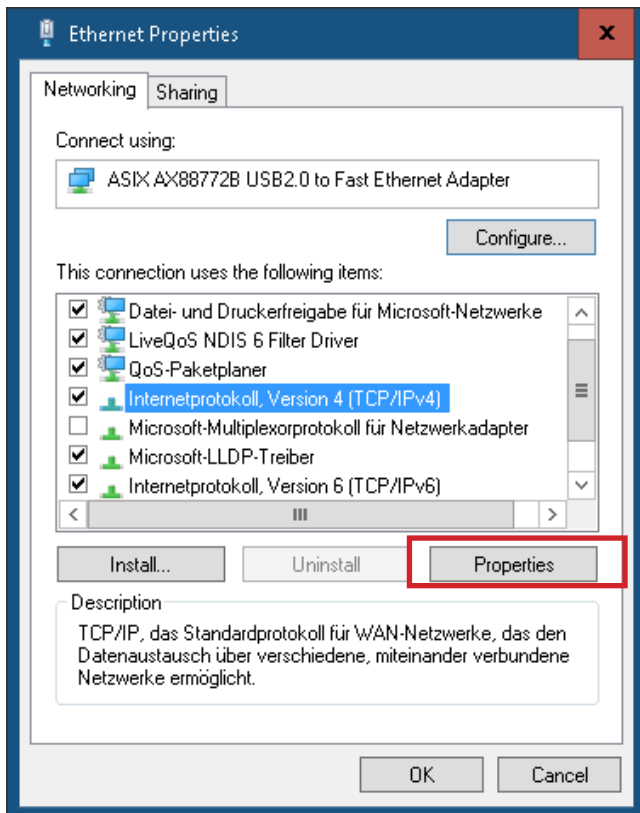 Ethernet Properties
x
Networking Sharing
Connect using:
ASIX AX88772B USB2.0 to Fast Ethernet Adapter
Configure...
This connection uses the following items:
Datei- und Druckerfreigabe für Microsoft-Netzwerke
LiveQoS NDIS 6 Filter Driver
QoS-Paketplaner
Internetprotokoll, Version 4 (TCP/IPv4)
Microsoft-Multiplexorprotokoll für Netzwerkadapter
Microsoft-LLDP-Treiber
Internetprotokoll, Version 6 (TCP/IPv6)
Install... Uninstall Properties
Description
TCP/IP, das Standardprotokoll für WAN-Netzwerke, das den
Datenaustausch über verschiedene, miteinander verbundene
Netzwerke ermöglicht.
OK Cancel